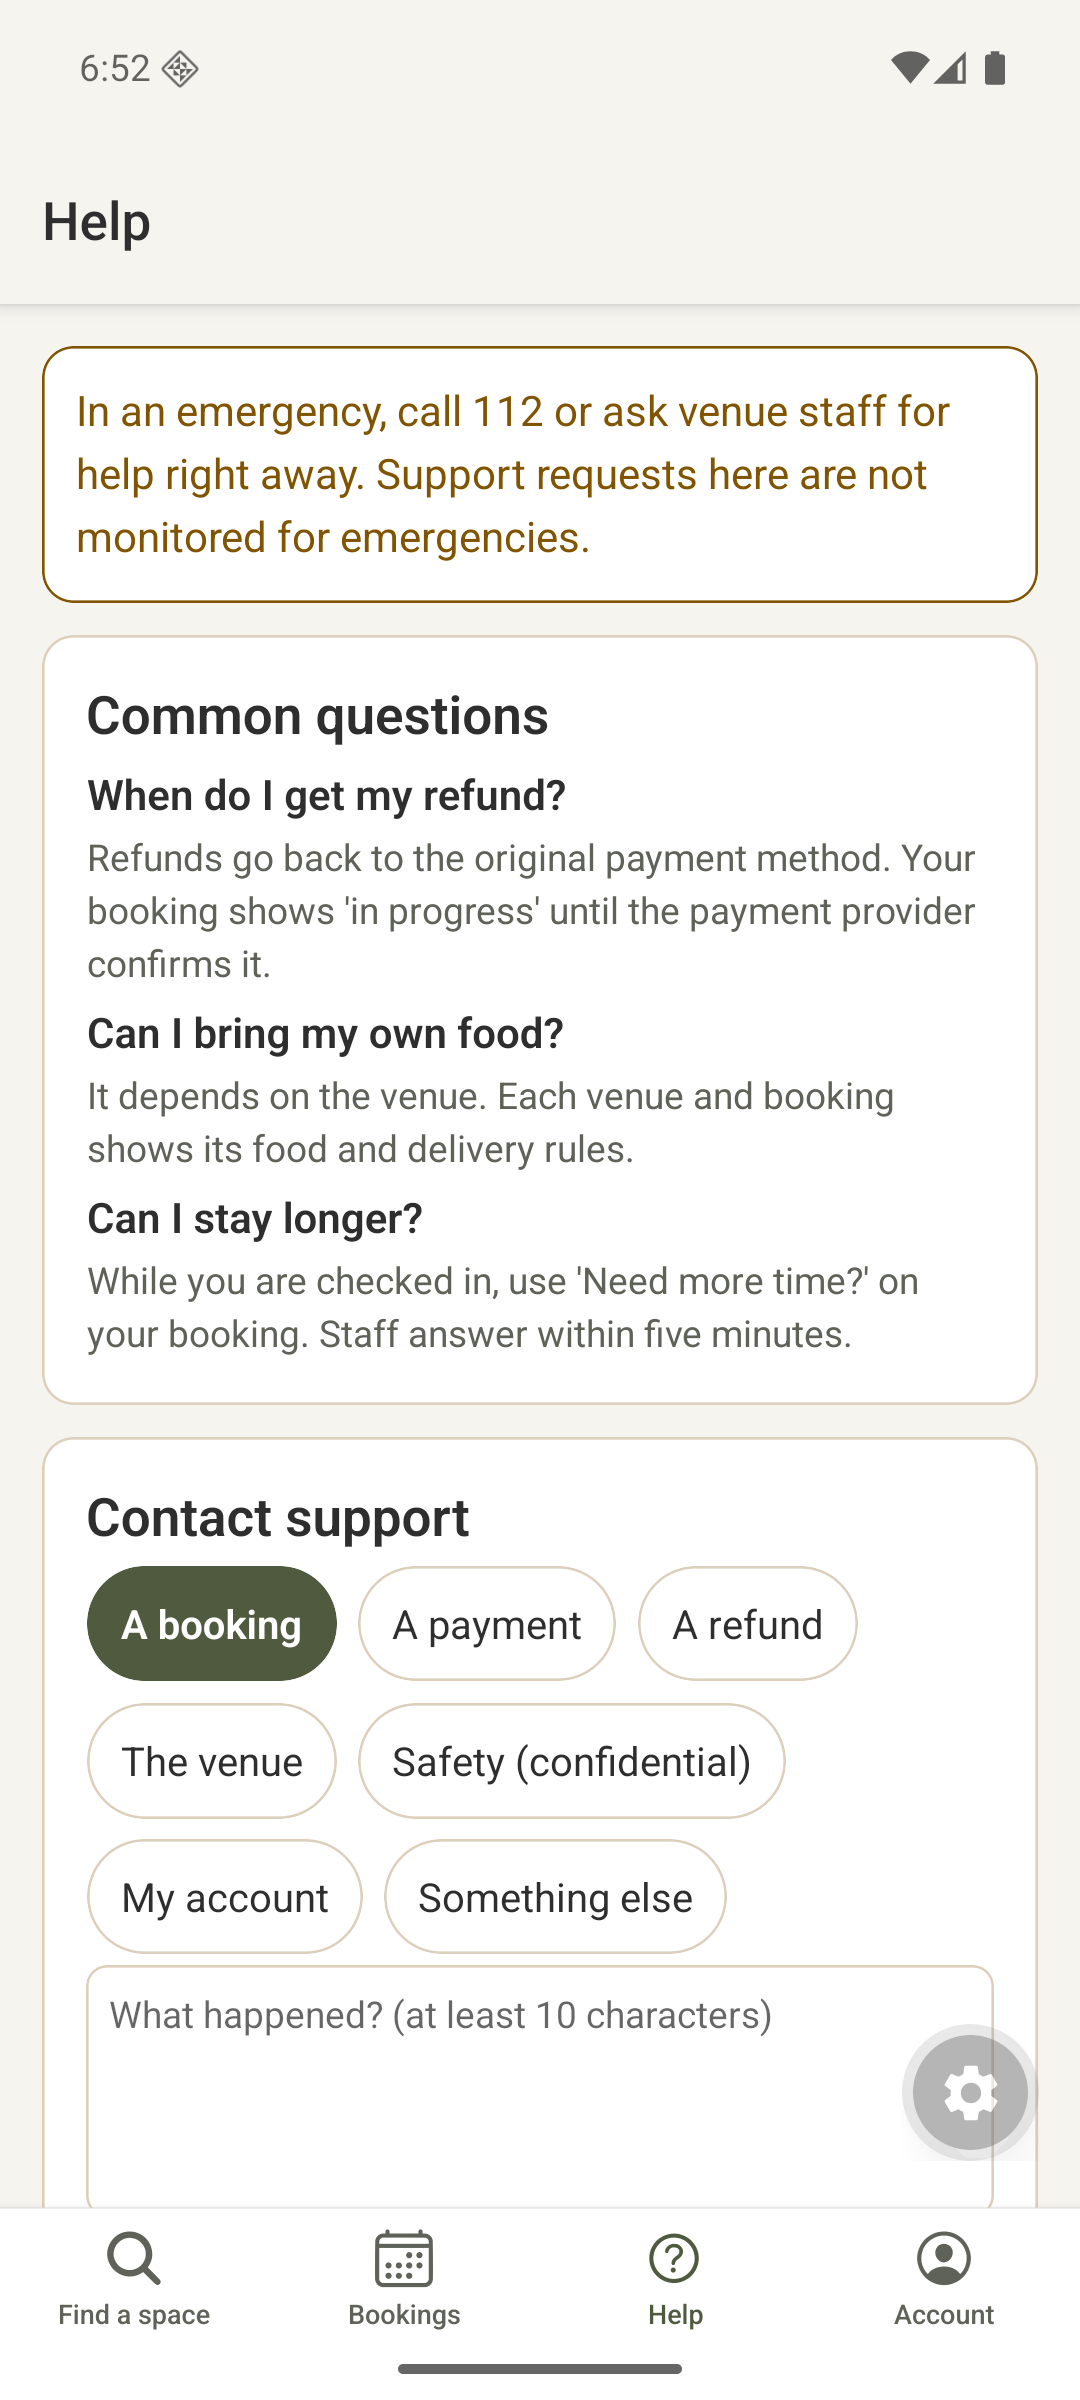 6:52
Help
In an emergency, call 112 or ask venue staff for
help right away. Support requests here are not
monitored for emergencies.
Common questions
When do I get my refund?
Refunds go back to the original payment method. Your
booking shows 'in progress' until the payment provider
confirms it.
Can I bring my own food?
It depends on the venue. Each venue and booking
shows its food and delivery rules.
Can I stay longer?
While you are checked in, use 'Need more time?' on
your booking. Staff answer within five minutes.
Contact support
A booking
A payment
A refund
The venue
Safety (confidential)
My account
Something else
What happened? (at least 10 characters)
Find a space
Bookings
Help
Account